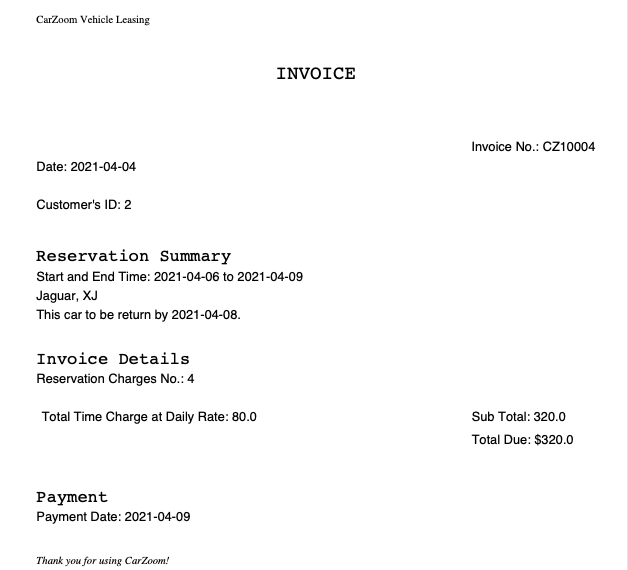 CarZoom Vehicle Leasing
INVOICE
Invoice No.: CZ10004
Date: 2021-04-04
Customer's ID: 2
Reservation Summary
Start and End Time: 2021-04-06 to 2021-04-09
Jaguar, XJ
This car to be return by 2021-04-08.
Invoice Details
Reservation Charges No.: 4
Total Time Charge at Daily Rate: 80.0
Sub Total: 320.0
Total Due: $320.0
Payment
Payment Date: 2021-04-09
Thank you for using CarZoom!